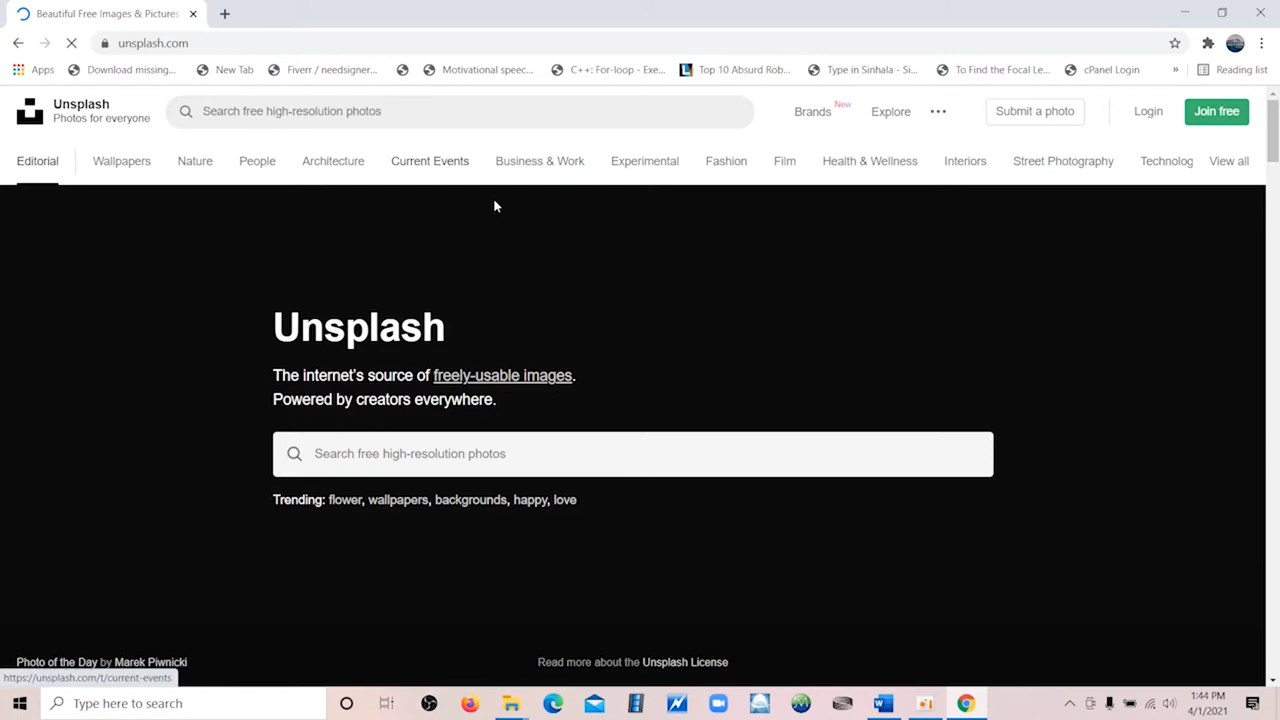 Beautiful Free Images & Pictures
unsplash.com
Apps
Download missing...
New Tab
Fiverr / needsigner...
Motivational speec...
C++: For-loop - Exe...
Top 10 Absurd Rob...
Type in Sinhala - Si...
To Find the Focal Le...
cPanel Login
»
Reading list
Unsplash
Photos for everyone
Search free high-resolution photos
Brands New
Explore
Submit a photo
Login
Join free
Editorial
Wallpapers
Nature
People
Architecture
Current Events
Business & Work
Experimental
Fashion
Film
Health & Wellness
Interiors
Street Photography
Technolog
View all
Unsplash
The internet's source of freely-usable images.
Powered by creators everywhere.
Search free high-resolution photos
Trending: flower, wallpapers, backgrounds, happy, love
Photo of the Day by Marek Piwnicki
Read more about the Unsplash License
https://unsplash.com/t/current-events
Type here to search
1:44 PM
4/1/2021